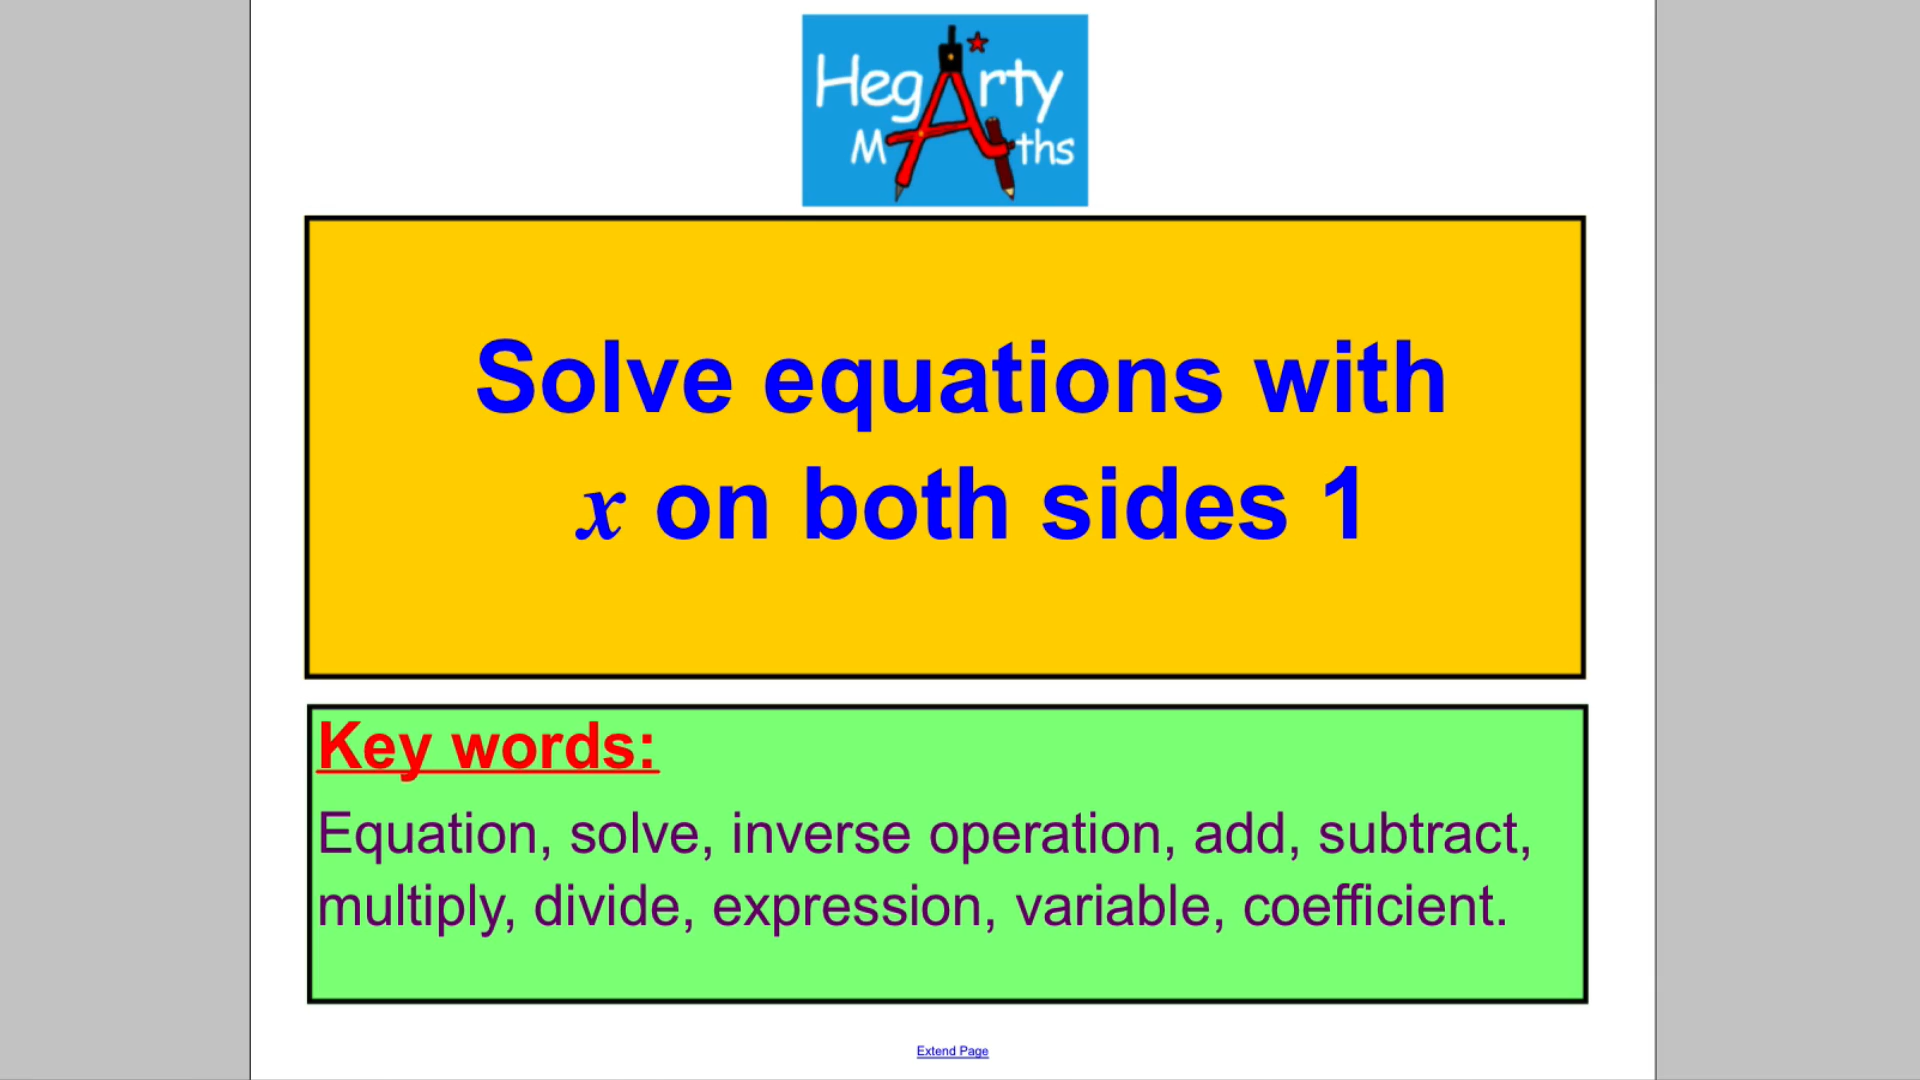 HegArty
MAths
Solve equations with
x on both sides 1
Key words:
Equation, solve, inverse operation, add, subtract,
multiply, divide, expression, variable, coefficient.
Extend Page